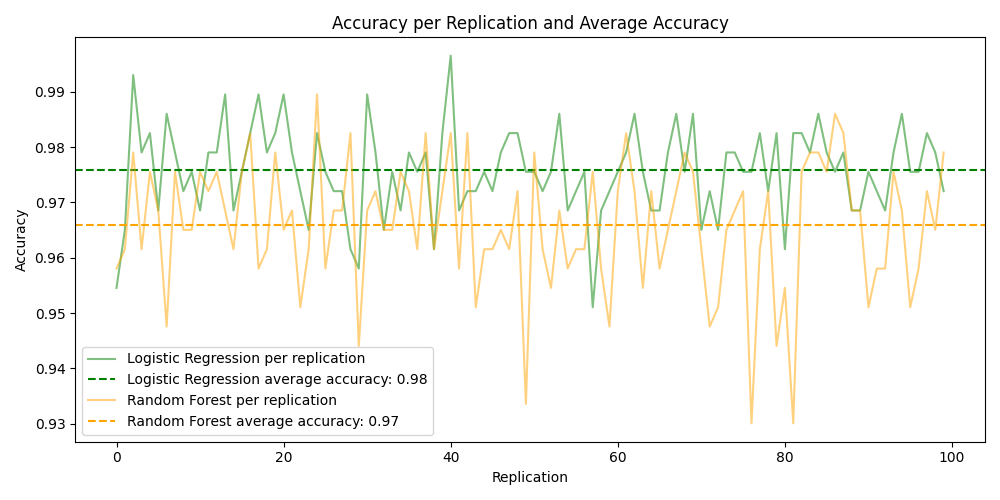 Accuracy per Replication and Average Accuracy
Accuracy
0.99
0.98
0.97
0.96
0.95
0.94
0.93
Logistic Regression per replication
Logistic Regression average accuracy: 0.98
Random Forest per replication
Random Forest average accuracy: 0.97
0 20 40 60 80 100
Replication